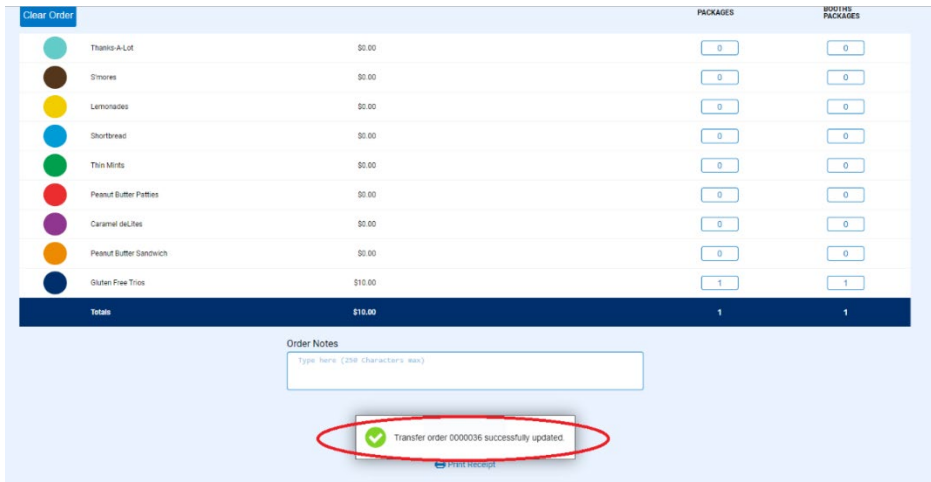 Clear Order
PACKAGES
BOOTHS
PACKAGES
Thanks-A-Lot $0.00 0 0
S'mores $0.00 0 0
Lemonades $0.00 0 0
Shortbread $0.00 0 0
Thin Mints $0.00 0 0
Peanut Butter Patties $0.00 0 0
Caramel deLites $0.00 0 0
Peanut Butter Sandwich $0.00 0 0
Gluten Free Trios $10.00 1 1
Totals $10.00 1 1
Order Notes
Type here (250 Characters max)
Transfer order 0000036 successfully updated.
Print Receipt